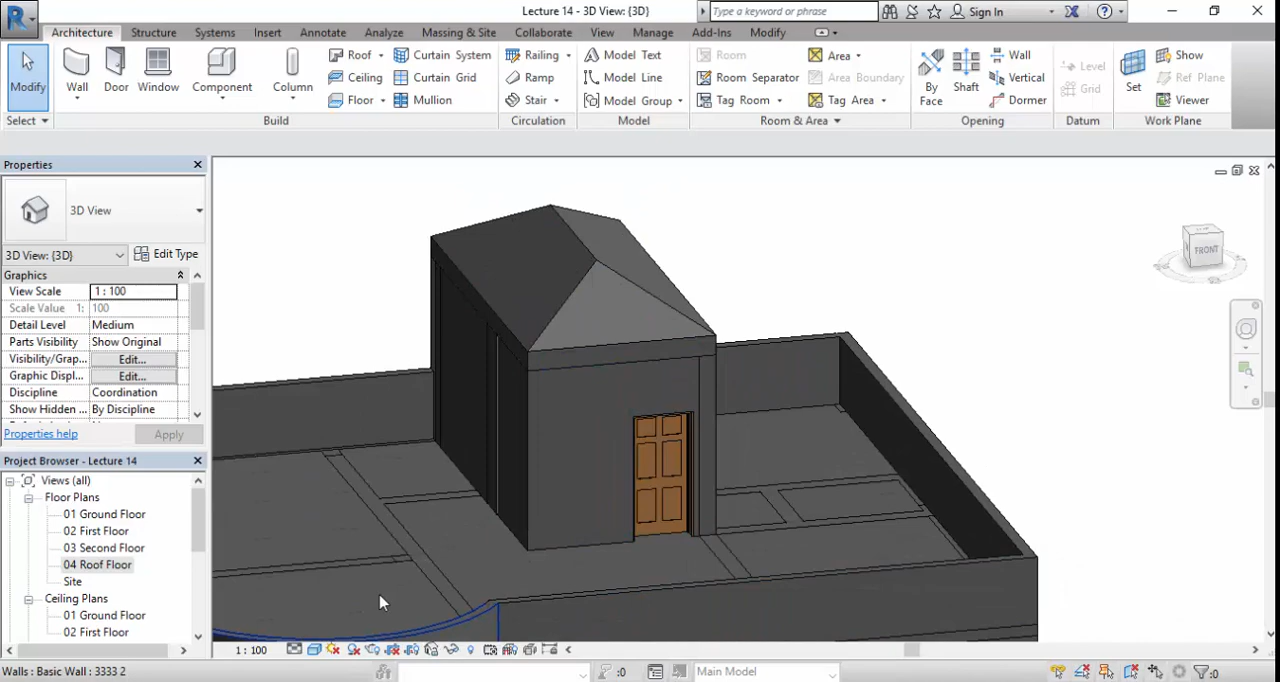 Lecture 14 - 3D View: {3D}
Type a keyword or phrase
Sign In
Architecture Structure Systems Insert Annotate Analyze Massing & Site Collaborate View Manage Add-Ins Modify
Modify Wall Door Window Component Column
Roof Curtain System Railing Model Text Room Area Wall Level Show
Ceiling Curtain Grid Ramp Model Line Room Separator Area Boundary Vertical Grid Ref Plane
Floor Mullion Stair Model Group Tag Room Tag Area Dormer Viewer
By Face Shaft Set
Select Build Circulation Model Room & Area Opening Datum Work Plane
Properties
3D View
3D View: {3D} Edit Type
Graphics
View Scale 1 : 100
Scale Value 1: 100
Detail Level Medium
Parts Visibility Show Original
Visibility/Grap... Edit...
Graphic Displ... Edit...
Discipline Coordination
Show Hidden ... By Discipline
Properties help Apply
Project Browser - Lecture 14
Views (all)
Floor Plans
01 Ground Floor
02 First Floor
03 Second Floor
04 Roof Floor
Site
Ceiling Plans
01 Ground Floor
02 First Floor
FRONT
1 : 100
Walls : Basic Wall : 3333 2
:0
Main Model
:0